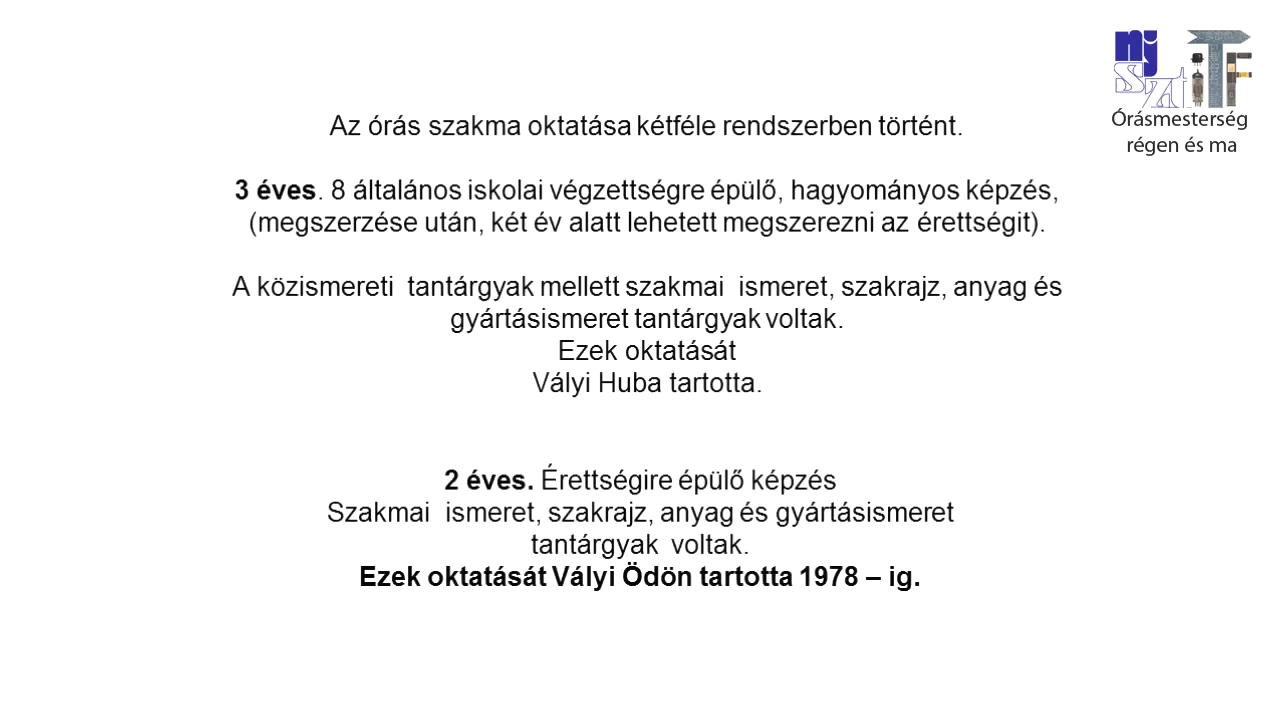 njszt iTF
Órásmesterség
régen és ma
Az órás szakma oktatása kétféle rendszerben történt.
3 éves. 8 általános iskolai végzettségre épülő, hagyományos képzés,
(megszerzése után, két év alatt lehetett megszerezni az érettségit).
A közismereti tantárgyak mellett szakmai ismeret, szakrajz, anyag és
gyártásismeret tantárgyak voltak.
Ezek oktatását
Vályi Huba tartotta.
2 éves. Érettségire épülő képzés
Szakmai ismeret, szakrajz, anyag és gyártásismeret
tantárgyak voltak.
Ezek oktatását Vályi Ödön tartotta 1978 – ig.